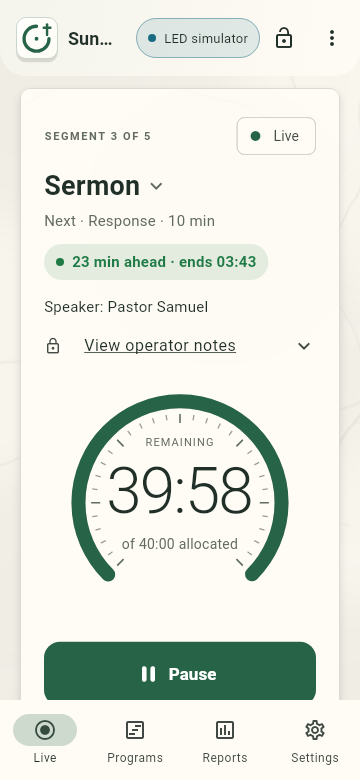 Sun...
LED simulator
SEGMENT 3 OF 5
Live
Sermon
Next · Response · 10 min
23 min ahead · ends 03:43
Speaker: Pastor Samuel
View operator notes
REMAINING
39:58
of 40:00 allocated
Pause
Live
Programs
Reports
Settings